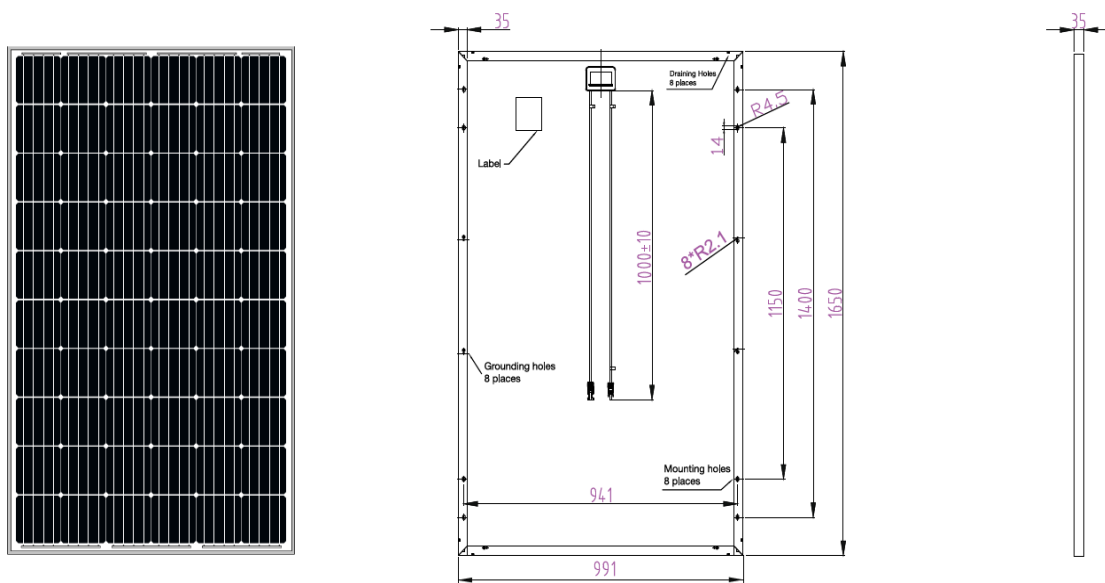 35
35
Draining Holes
8 places
R4.5
14
Label
1000±10
8*R2.1
1150
1400
1650
Grounding holes
8 places
Mounting holes
8 places
941
991